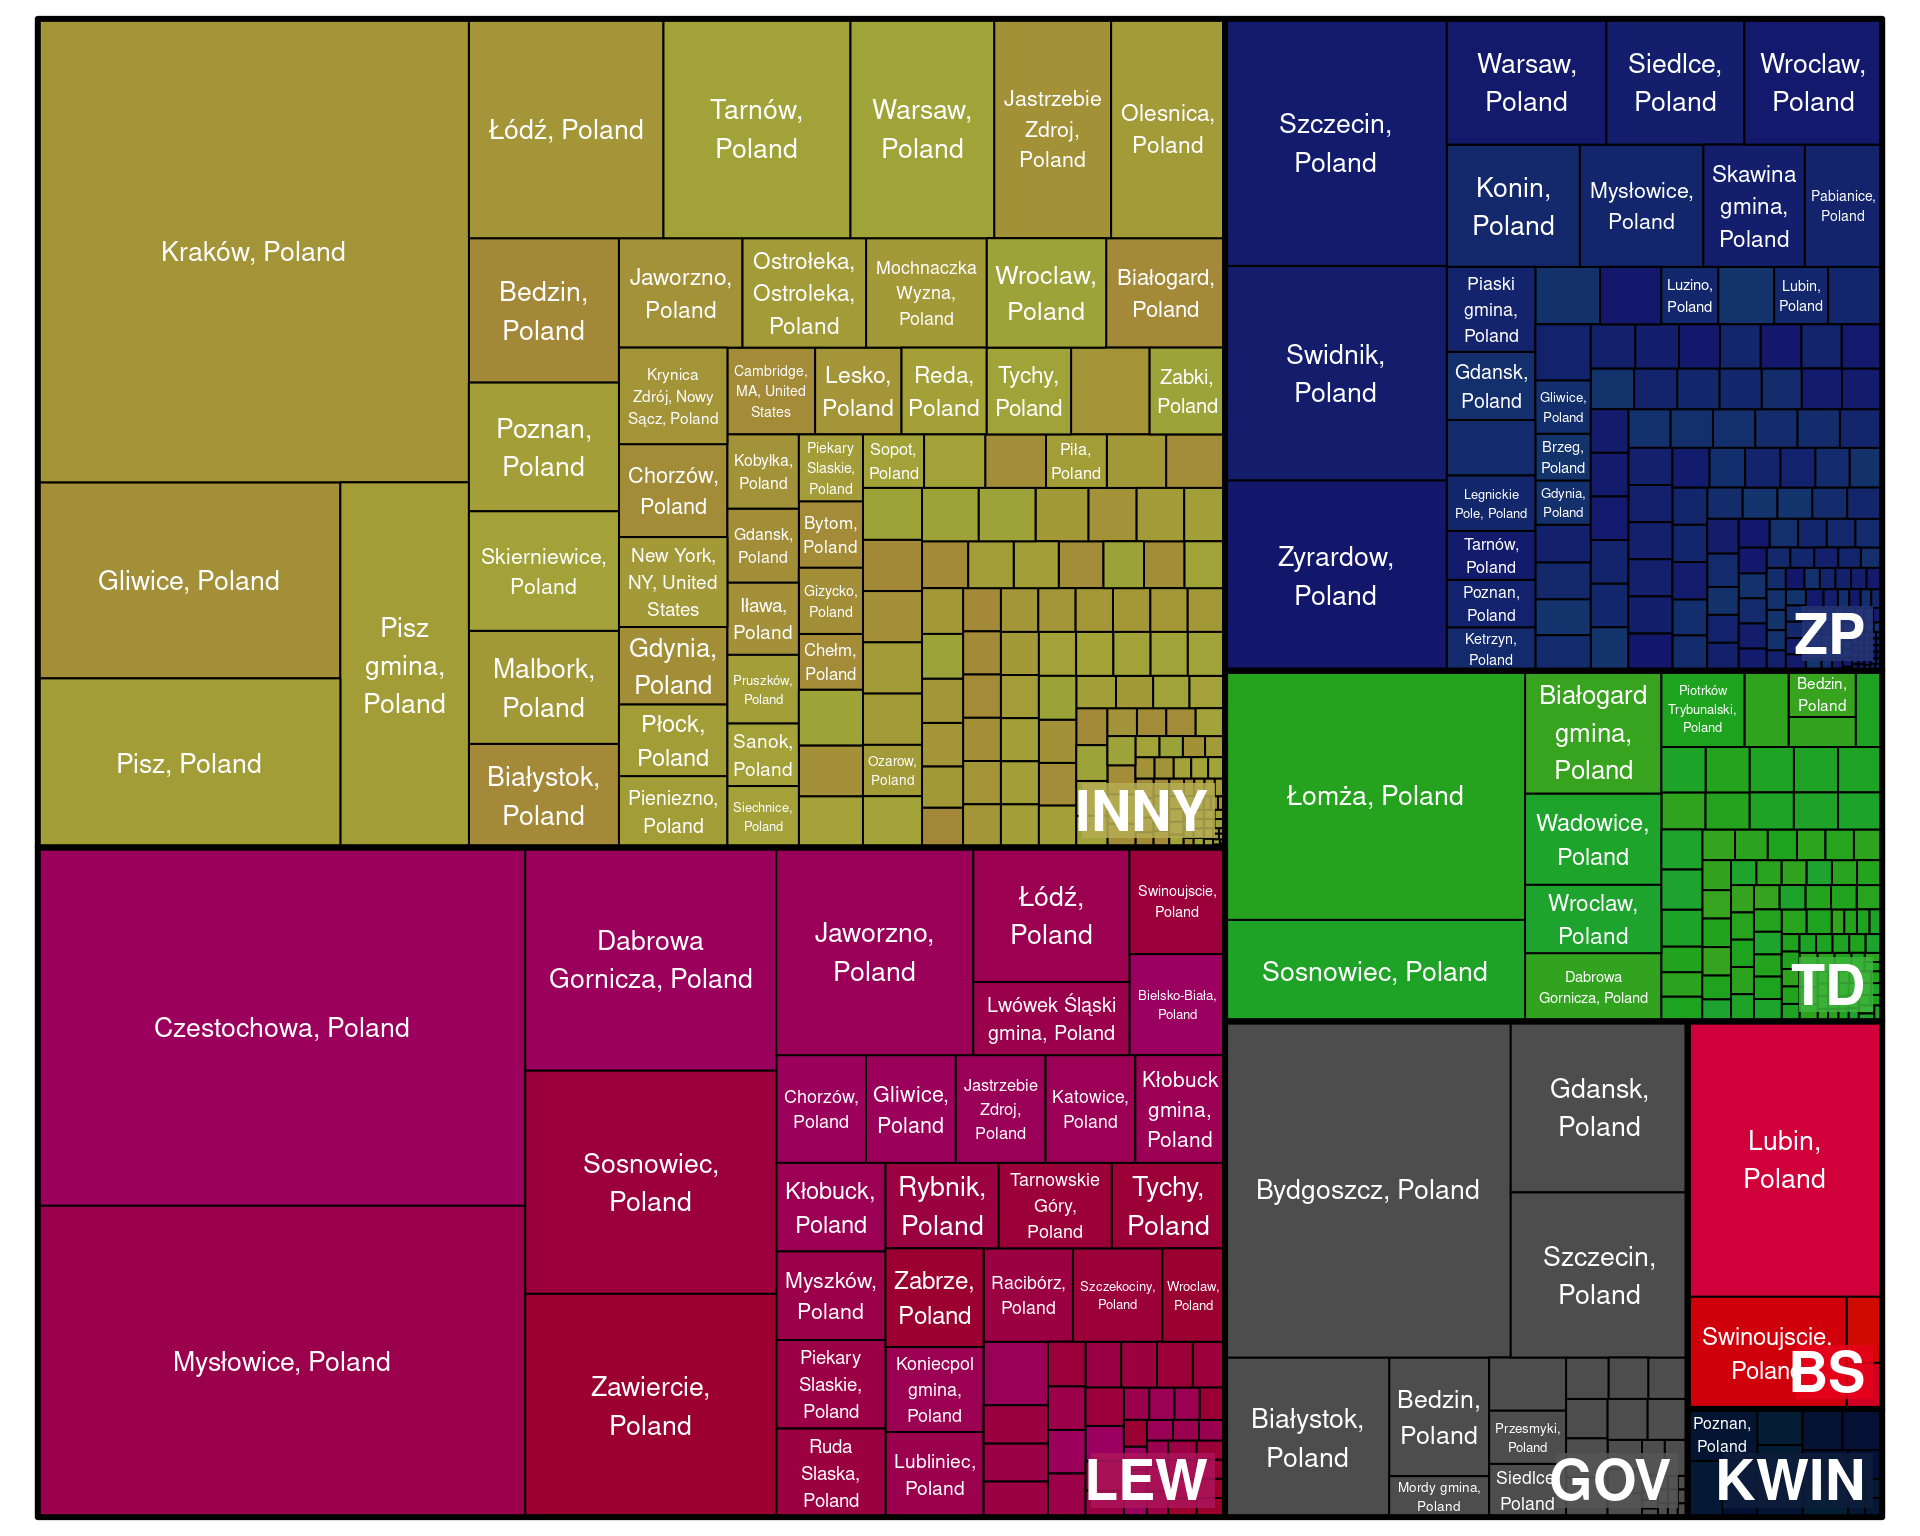 Kraków, Poland
Łódź, Poland
Tarnów,
Poland
Warsaw,
Poland
Jastrzebie
Zdroj,
Poland
Olesnica,
Poland
Bedzin,
Poland
Jaworzno,
Poland
Ostrołeka,
Ostroleka,
Poland
Mochnaczka
Wyzna,
Poland
Wroclaw,
Poland
Białogard,
Poland
Krynica
Zdrój, Nowy
Sącz, Poland
Cambridge,
MA, United
States
Lesko,
Poland
Reda,
Poland
Tychy,
Poland
Zabki,
Poland
Poznan,
Poland
Chorzów,
Poland
Kobyłka,
Poland
Piekary
Slaskie,
Poland
Sopot,
Poland
Piła,
Poland
Gliwice, Poland
Pisz
gmina,
Poland
Skierniewice,
Poland
New York,
NY, United
States
Gdansk,
Poland
Bytom,
Poland
Gizycko,
Poland
Iława,
Poland
Chełm,
Poland
Malbork,
Poland
Gdynia,
Poland
Pruszków,
Poland
Pisz, Poland
Płock,
Poland
Sanok,
Poland
Ozarow,
Poland
Białystok,
Poland
Pieniezno,
Poland
Siechnice,
Poland
INNY
Szczecin,
Poland
Warsaw,
Poland
Siedlce,
Poland
Wroclaw,
Poland
Konin,
Poland
Mysłowice,
Poland
Skawina
gmina,
Poland
Pabianice,
Poland
Swidnik,
Poland
Piaski
gmina,
Poland
Luzino,
Poland
Lubin,
Poland
Gdansk,
Poland
Gliwice,
Poland
Brzeg,
Poland
Zyrardow,
Poland
Legnickie
Pole, Poland
Gdynia,
Poland
Tarnów,
Poland
Poznan,
Poland
Ketrzyn,
Poland
ZP
Łomża, Poland
Białogard
gmina,
Poland
Piotrków
Trybunalski,
Poland
Bedzin,
Poland
Wadowice,
Poland
Wroclaw,
Poland
Sosnowiec, Poland
Dabrowa
Gornicza, Poland
TD
Czestochowa, Poland
Dabrowa
Gornicza, Poland
Jaworzno,
Poland
Łódź,
Poland
Swinoujscie,
Poland
Lwówek Śląski
gmina, Poland
Bielsko-Biała,
Poland
Chorzów,
Poland
Gliwice,
Poland
Jastrzebie
Zdroj,
Poland
Katowice,
Poland
Kłobuck
gmina,
Poland
Sosnowiec,
Poland
Kłobuck,
Poland
Rybnik,
Poland
Tarnowskie
Góry,
Poland
Tychy,
Poland
Mysłowice, Poland
Myszków,
Poland
Zabrze,
Poland
Racibórz,
Poland
Szczekociny,
Poland
Wroclaw,
Poland
Zawiercie,
Poland
Piekary
Slaskie,
Poland
Koniecpol
gmina,
Poland
Ruda
Slaska,
Poland
Lubliniec,
Poland
LEW
Bydgoszcz, Poland
Gdansk,
Poland
Szczecin,
Poland
Białystok,
Poland
Bedzin,
Poland
Przesmyki,
Poland
Mordy gmina,
Poland
Siedlce
Poland
GOV
Lubin,
Poland
Swinoujscie.
Poland
BS
Poznan,
Poland
KWIN